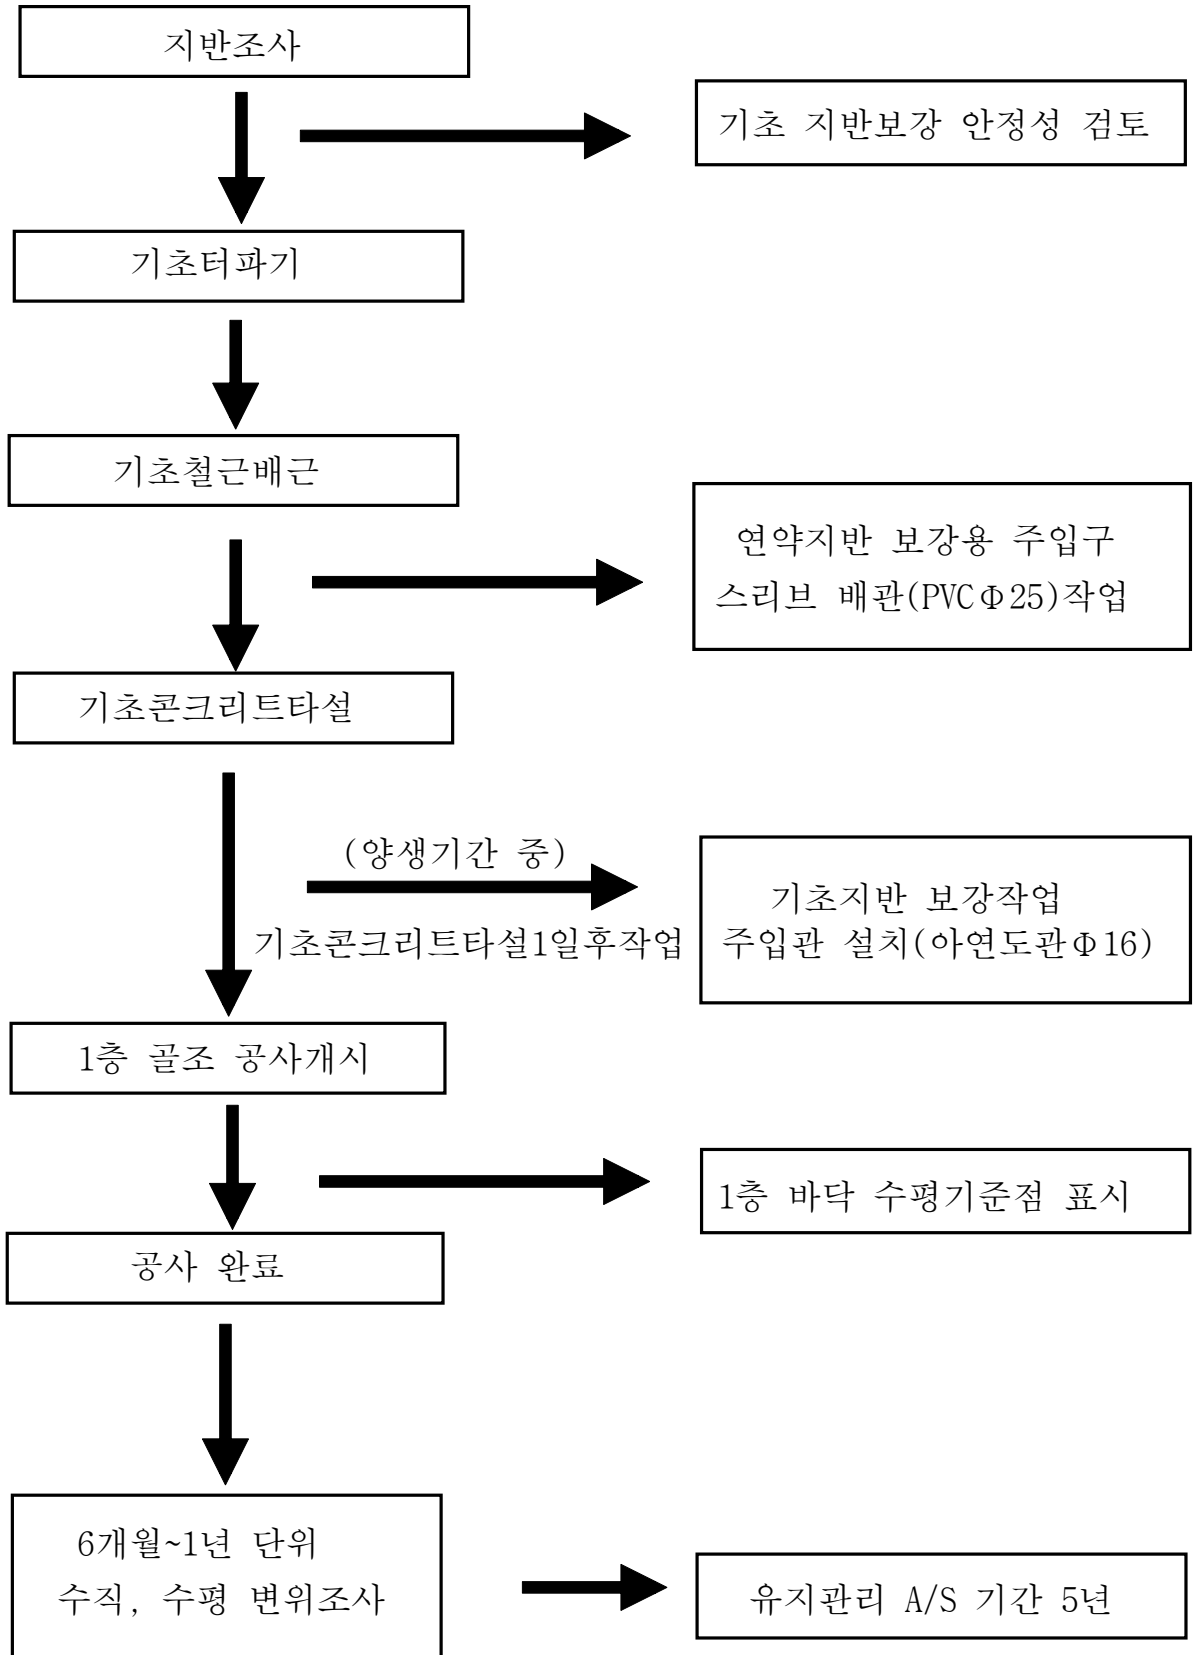 지반조사
기초 지반보강 안정성 검토
기초터파기
기초철근배근
연약지반 보강용 주입구
스리브 배관(PVCΦ25)작업
기초콘크리트타설
(양생기간 중)
기초콘크리트타설1일후작업
기초지반 보강작업
주입관 설치(아연도관Φ16)
1층 골조 공사개시
1층 바닥 수평기준점 표시
공사 완료
6개월~1년 단위
수직, 수평 변위조사
유지관리 A/S 기간 5년